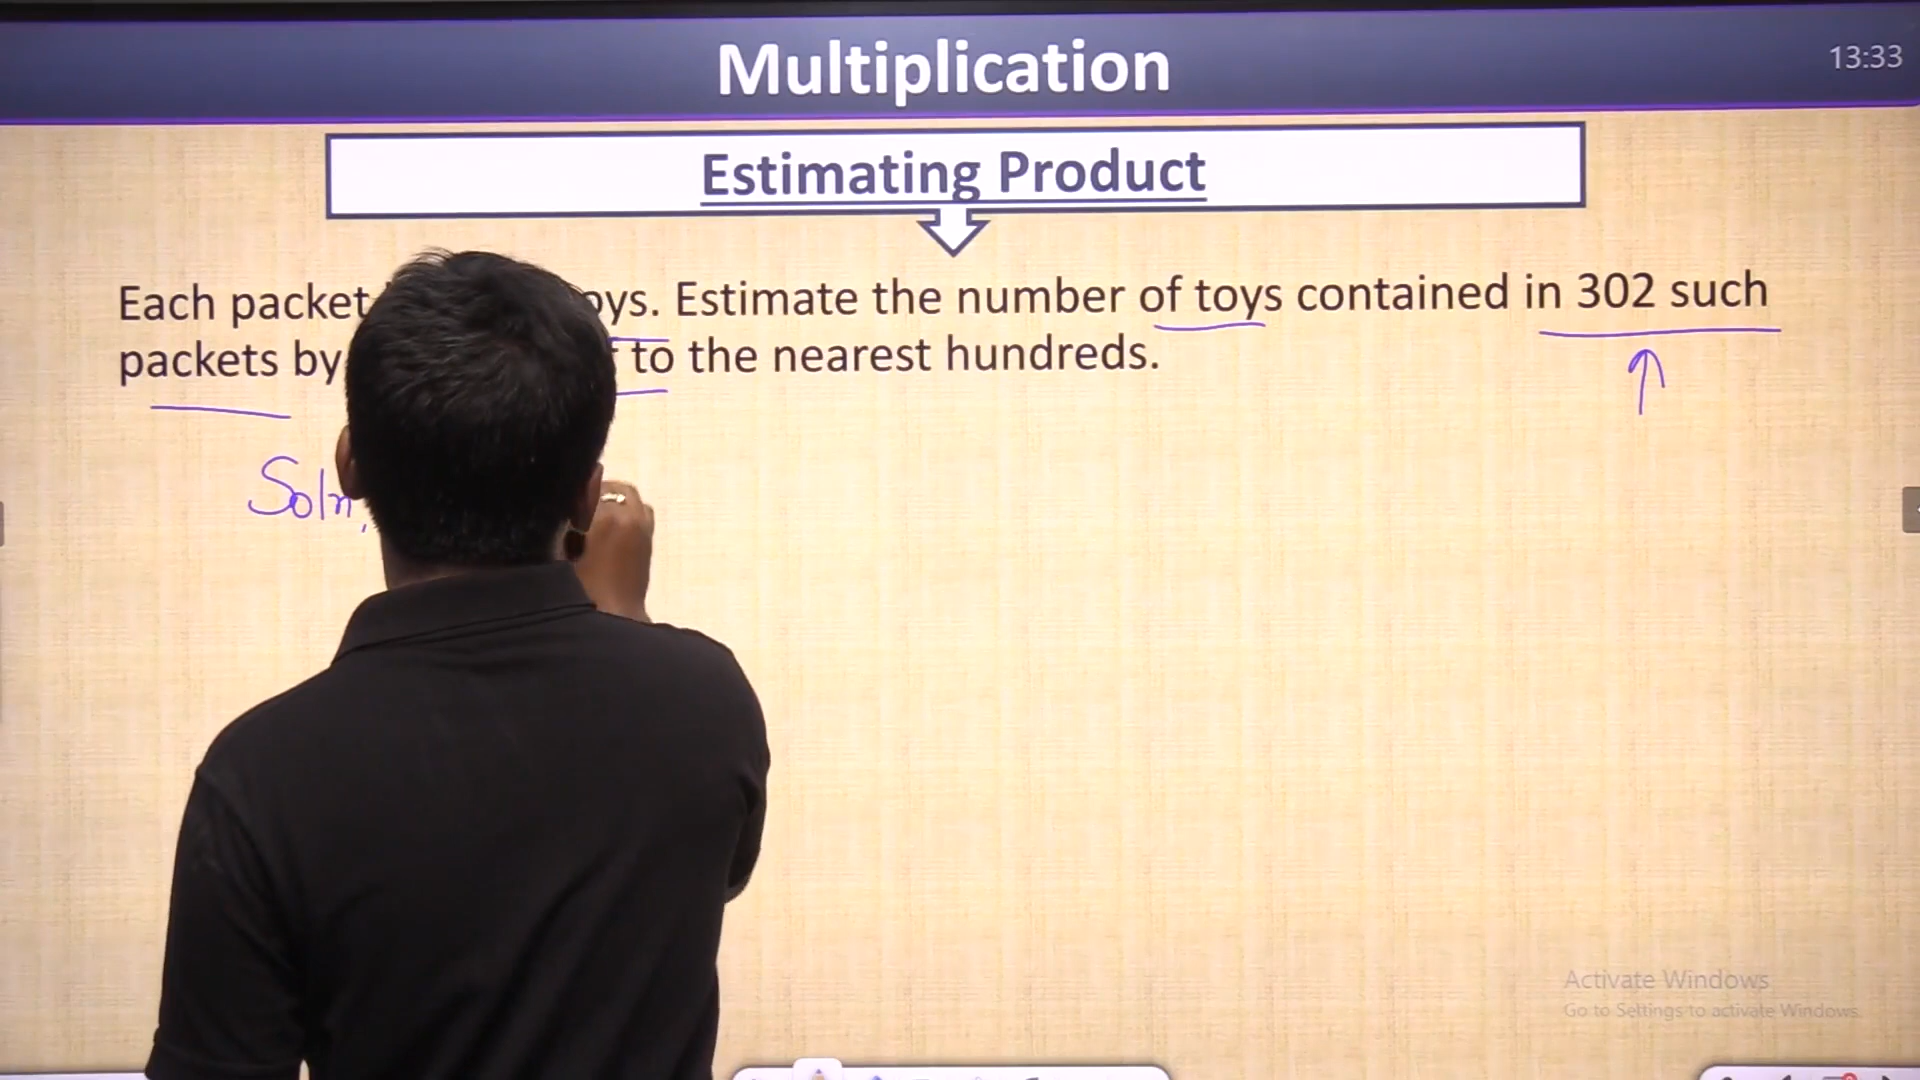 Multiplication
13:33
Estimating Product
Each packet oys. Estimate the number of toys contained in 302 such
packets by to the nearest hundreds.
Soln,
Activate Windows
Go to Settings to activate Windows.